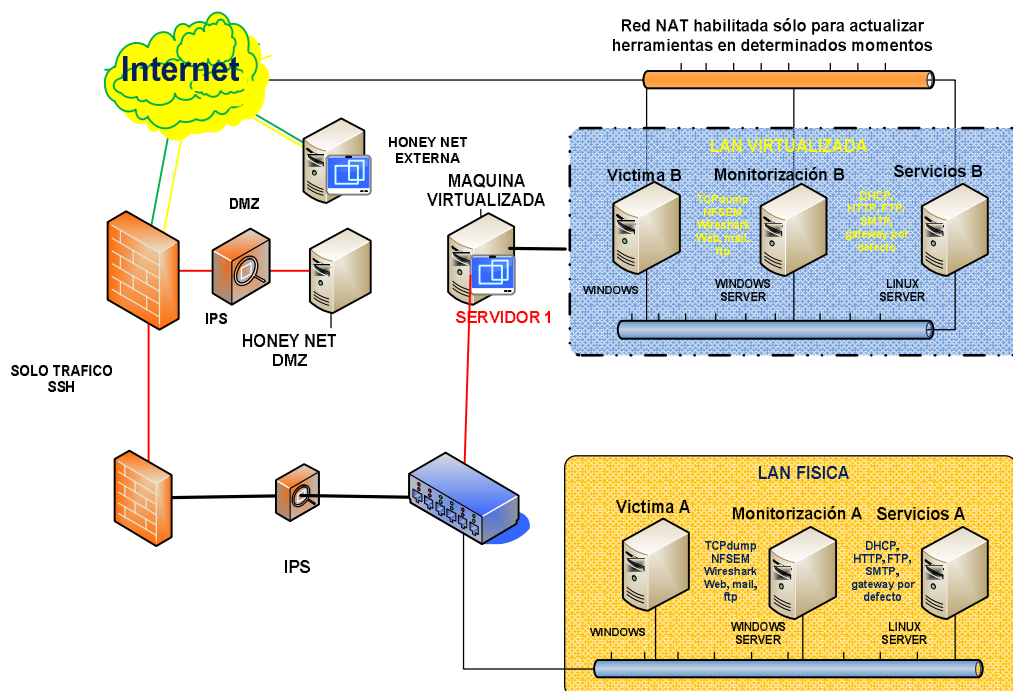 Red NAT habilitada sólo para actualizar
herramientas en determinados momentos
Internet
HONEY NET
EXTERNA
MAQUINA
VIRTUALIZADA
SERVIDOR 1
DMZ
IPS
HONEY NET
DMZ
SOLO TRAFICO
SSH
IPS
LAN VIRTUALIZADA
Victima B
Monitorización B
Servicios B
TCPdump
NFSEM
Wireshark
Web, mail,
ftp
DHCP,
HTTP, FTP,
SMTP,
gateway por
defecto
WINDOWS
WINDOWS
SERVER
LINUX
SERVER
LAN FISICA
Victima A
Monitorización A
Servicios A
TCPdump
NFSEM
Wireshark
Web, mail,
ftp
DHCP,
HTTP, FTP,
SMTP,
gateway por
defecto
WINDOWS
WINDOWS
SERVER
LINUX
SERVER